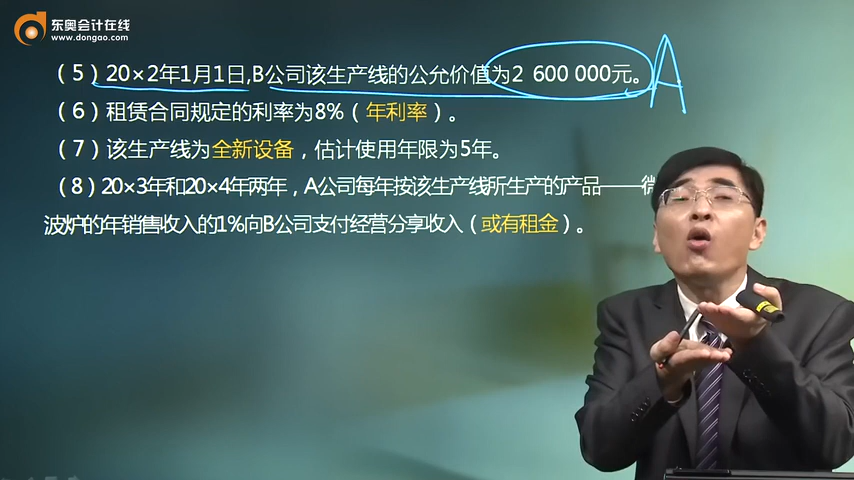 东奥会计在线
www.dongao.com
（5）20×2年1月1日,B公司该生产线的公允价值为2 600 000元。 A
（6）租赁合同规定的利率为8%（年利率）。
（7）该生产线为全新设备，估计使用年限为5年。
（8）20×3年和20×4年两年，A公司每年按该生产线所生产的产品——微
波炉的年销售收入的1%向B公司支付经营分享收入（或有租金）。